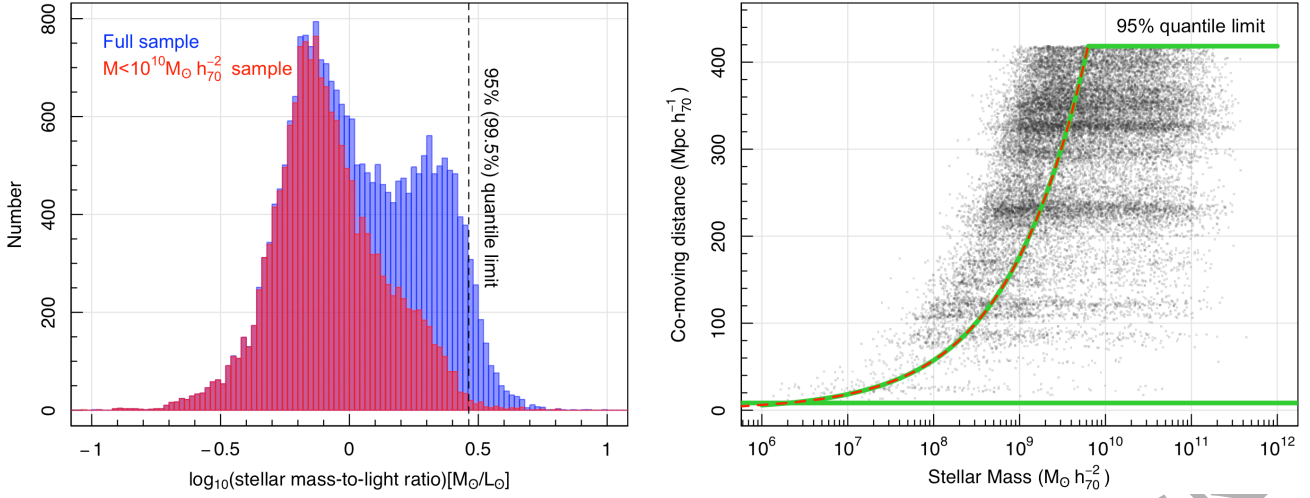 Full sample
M<10¹⁰M⊙ h₇₀⁻² sample
95% (99.5%) quantile limit
Number
0
200
400
600
800
−1
−0.5
0
0.5
1
log₁₀(stellar mass-to-light ratio)[M⊙/L⊙]
95% quantile limit
Co-moving distance (Mpc h₇₀⁻¹)
0
100
200
300
400
10⁶
10⁷
10⁸
10⁹
10¹⁰
10¹¹
10¹²
Stellar Mass (M⊙ h₇₀⁻²)